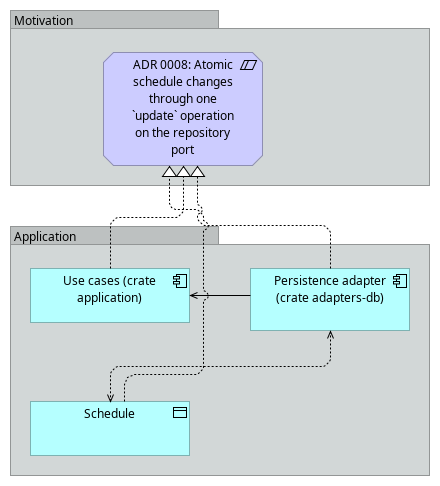 Motivation
ADR 0008: Atomic
schedule changes
through one
`update` operation
on the repository
port
Application
Use cases (crate
application)
Persistence adapter
(crate adapters-db)
Schedule